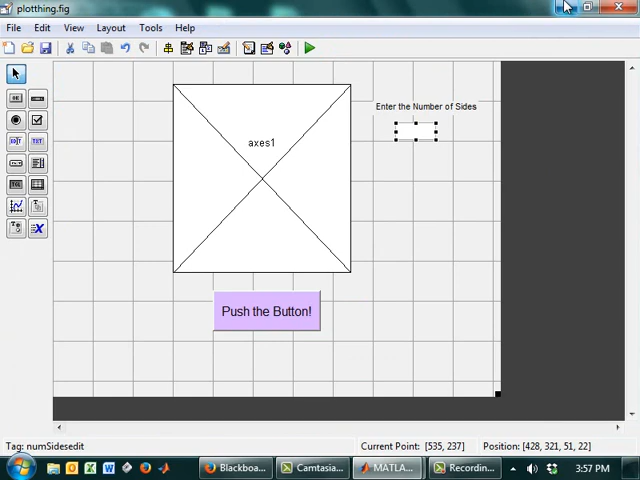 plotthing.fig
File Edit View Layout Tools Help
Enter the Number of Sides
axes1
Push the Button!
Tag: numSidesedit
Current Point: [535, 237]
Position: [428, 321, 51, 22]
Blackboa...
Camtasia...
MATLA...
Recordin...
3:57 PM